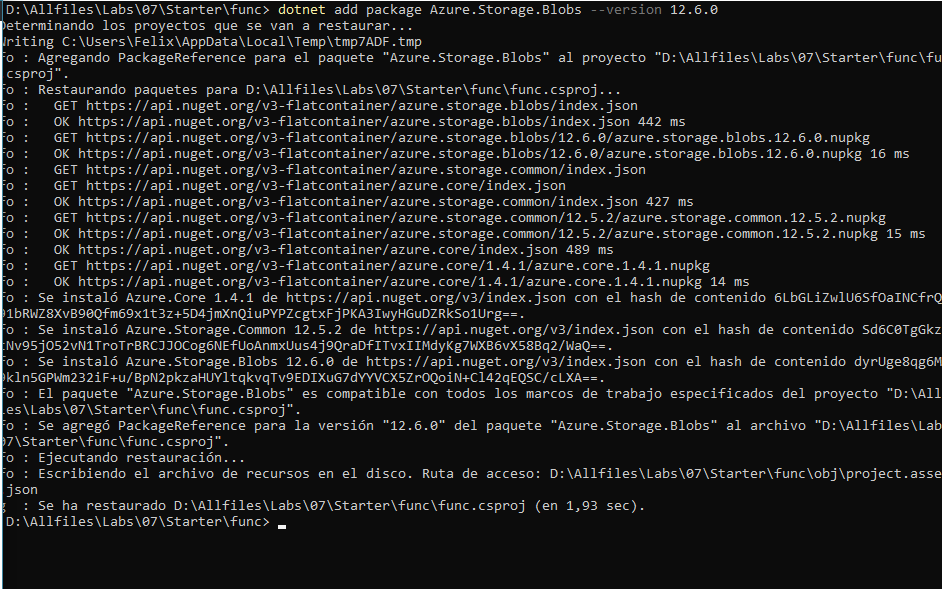 D:\Allfiles\Labs\07\Starter\func> dotnet add package Azure.Storage.Blobs --version 12.6.0
Determinando los proyectos que se van a restaurar...
Writing C:\Users\Felix\AppData\Local\Temp\tmp7ADF.tmp
fo : Agregando PackageReference para el paquete "Azure.Storage.Blobs" al proyecto "D:\Allfiles\Labs\07\Starter\func\fu
csproj".
fo : Restaurando paquetes para D:\Allfiles\Labs\07\Starter\func\func.csproj...
fo :   GET https://api.nuget.org/v3-flatcontainer/azure.storage.blobs/index.json
fo :   OK https://api.nuget.org/v3-flatcontainer/azure.storage.blobs/index.json 442 ms
fo :   GET https://api.nuget.org/v3-flatcontainer/azure.storage.blobs/12.6.0/azure.storage.blobs.12.6.0.nupkg
fo :   OK https://api.nuget.org/v3-flatcontainer/azure.storage.blobs/12.6.0/azure.storage.blobs.12.6.0.nupkg 16 ms
fo :   GET https://api.nuget.org/v3-flatcontainer/azure.storage.common/index.json
fo :   GET https://api.nuget.org/v3-flatcontainer/azure.core/index.json
fo :   OK https://api.nuget.org/v3-flatcontainer/azure.storage.common/index.json 427 ms
fo :   GET https://api.nuget.org/v3-flatcontainer/azure.storage.common/12.5.2/azure.storage.common.12.5.2.nupkg
fo :   OK https://api.nuget.org/v3-flatcontainer/azure.storage.common/12.5.2/azure.storage.common.12.5.2.nupkg 15 ms
fo :   OK https://api.nuget.org/v3-flatcontainer/azure.core/index.json 489 ms
fo :   GET https://api.nuget.org/v3-flatcontainer/azure.core/1.4.1/azure.core.1.4.1.nupkg
fo :   OK https://api.nuget.org/v3-flatcontainer/azure.core/1.4.1/azure.core.1.4.1.nupkg 14 ms
fo : Se instaló Azure.Core 1.4.1 de https://api.nuget.org/v3/index.json con el hash de contenido 6LbGLiZwlU6SfOaINCfrQ
91bRWZ8XvB90Qfm69x1t3z+5D4jmXnQiuPYPZcgtxFjPKA3IwyHGuDZRkSo1Urg==.
fo : Se instaló Azure.Storage.Common 12.5.2 de https://api.nuget.org/v3/index.json con el hash de contenido Sd6C0TgGkz
Nv95jO52vN1TroTrBRCJJOCog6NEfUoAnmxUus4j9QraDfITvxIIMdyKg7WXB6vX58Bq2/WaQ==.
fo : Se instaló Azure.Storage.Blobs 12.6.0 de https://api.nuget.org/v3/index.json con el hash de contenido dyrUge8qg6M
9kln5GPWm232iF+u/BpN2pkzaHUYltqkvqTv9EDIXuG7dYYVCX5ZrOQoiN+Cl42qEQSC/cLXA==.
fo : El paquete "Azure.Storage.Blobs" es compatible con todos los marcos de trabajo especificados del proyecto "D:\All
es\Labs\07\Starter\func\func.csproj".
fo : Se agregó PackageReference para la versión "12.6.0" del paquete "Azure.Storage.Blobs" al archivo "D:\Allfiles\Lab
07\Starter\func\func.csproj".
fo : Ejecutando restauración...
fo : Escribiendo el archivo de recursos en el disco. Ruta de acceso: D:\Allfiles\Labs\07\Starter\func\obj\project.asse
json
: Se ha restaurado D:\Allfiles\Labs\07\Starter\func\func.csproj (en 1,93 sec).
D:\Allfiles\Labs\07\Starter\func>